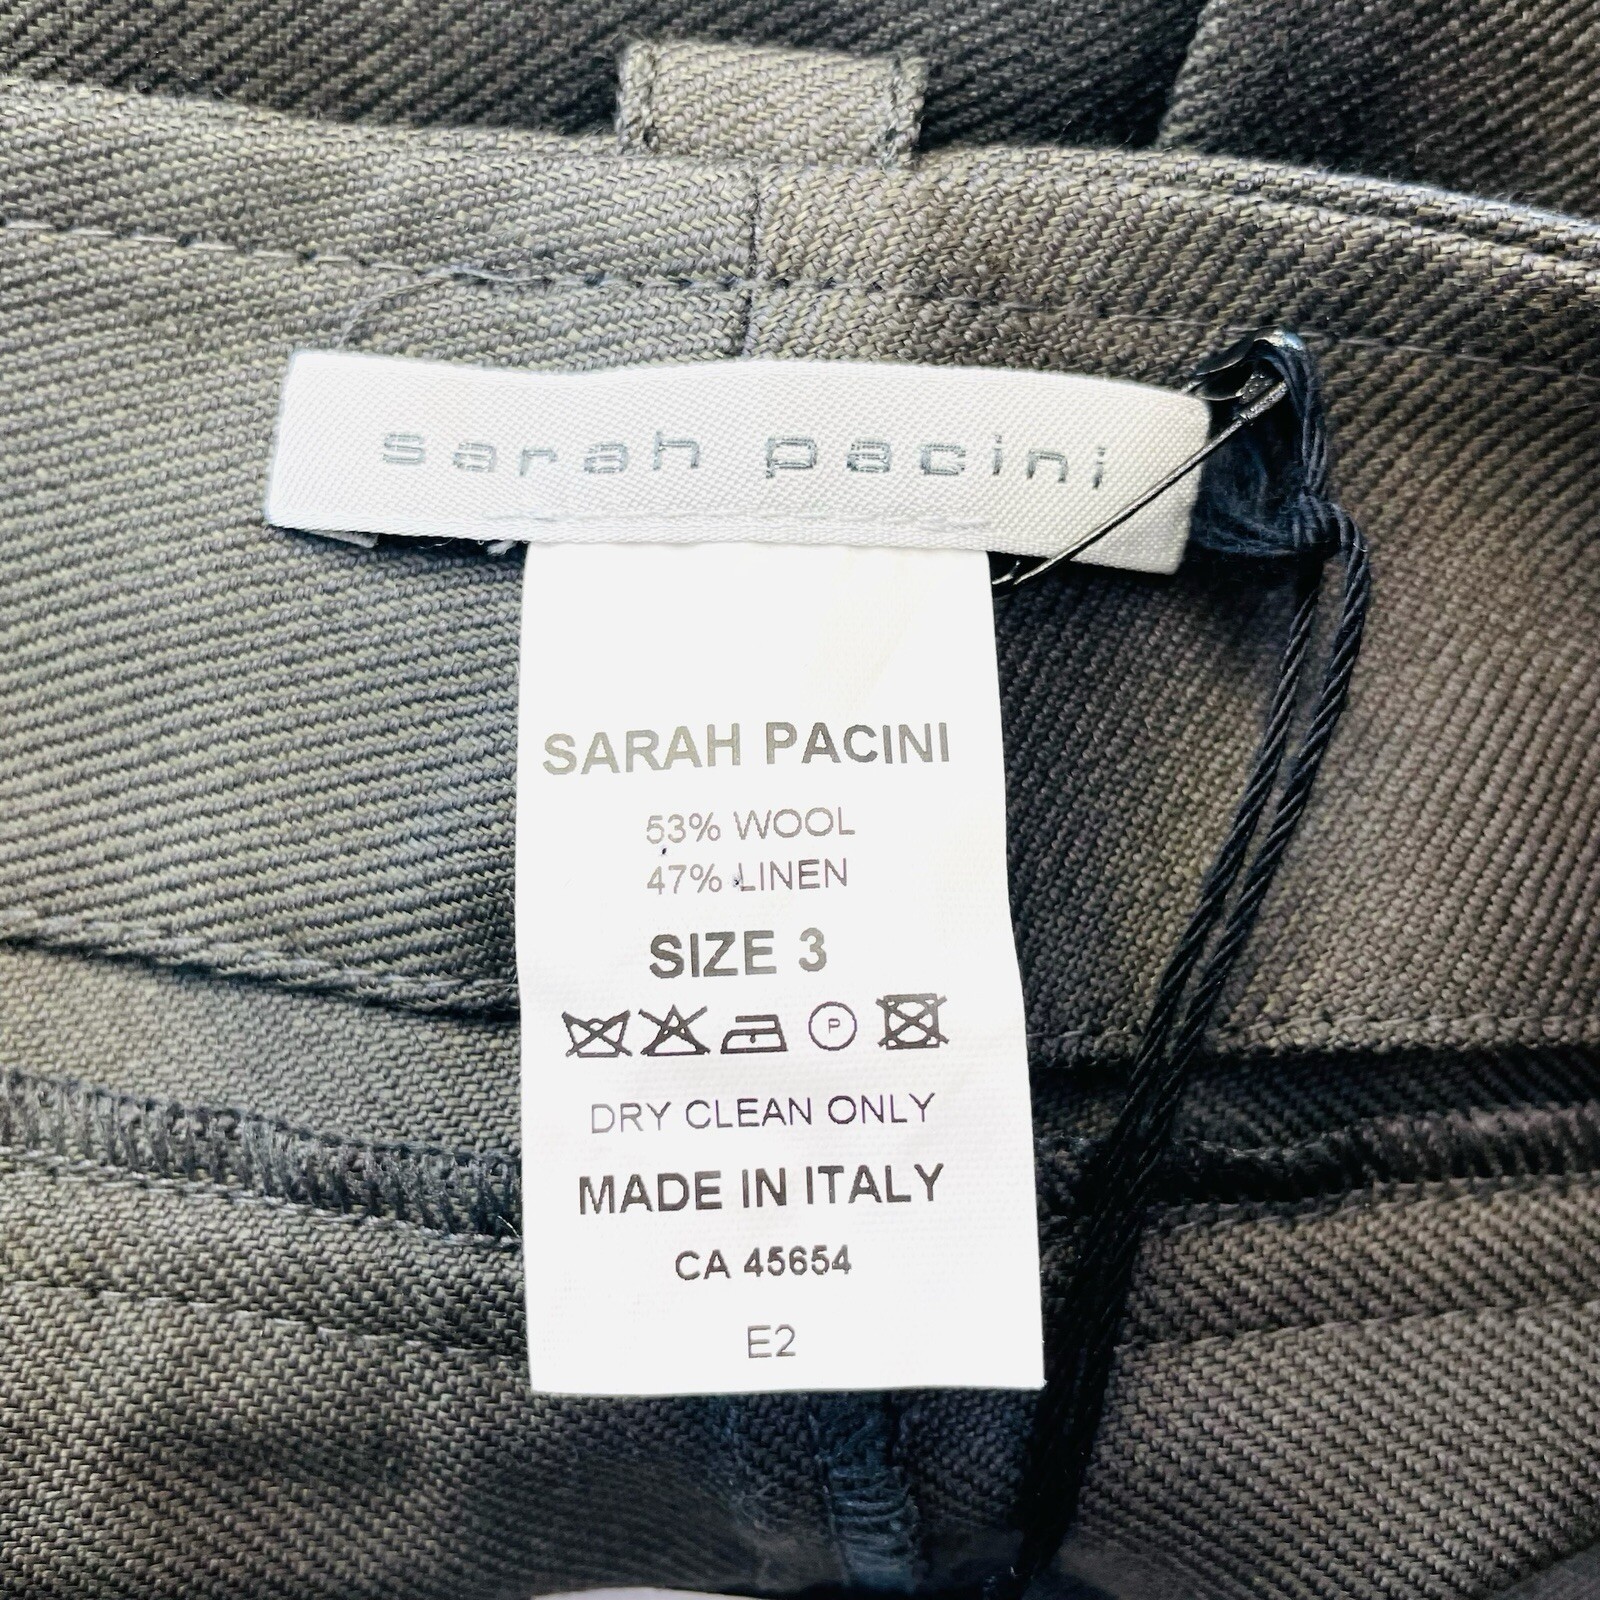 sarah pacini
SARAH PACINI
53% WOOL
47% LINEN
SIZE 3
P
DRY CLEAN ONLY
MADE IN ITALY
CA 45654
E2